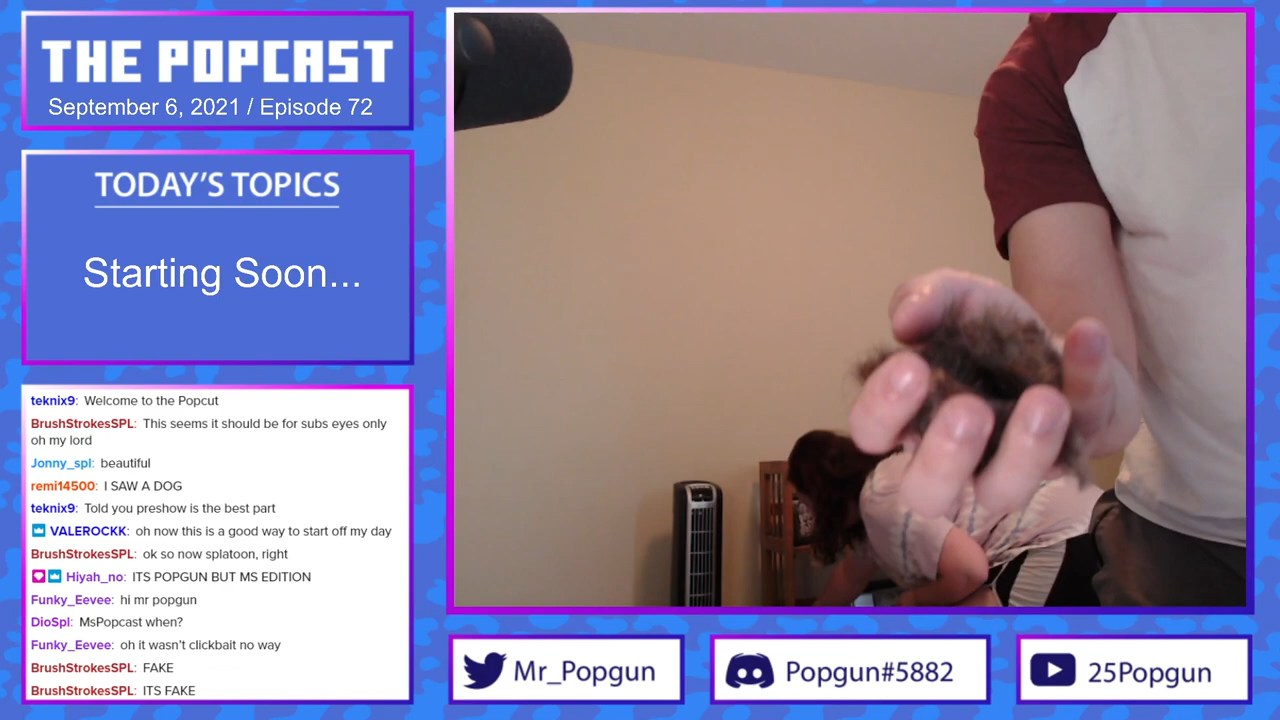 THE POPCAST
September 6, 2021 / Episode 72
TODAY'S TOPICS
Starting Soon...
teknix9: Welcome to the Popcut
BrushStrokesSPL: This seems it should be for subs eyes only
oh my lord
Jonny_spl: beautiful
remi14500: I SAW A DOG
teknix9: Told you preshow is the best part
VALEROCKK: oh now this is a good way to start off my day
BrushStrokesSPL: ok so now splatoon, right
Hiyah_no: ITS POPGUN BUT MS EDITION
Funky_Eevee: hi mr popgun
DioSpl: MsPopcast when?
Funky_Eevee: oh it wasn't clickbait no way
BrushStrokesSPL: FAKE
BrushStrokesSPL: ITS FAKE
Mr_Popgun
Popgun#5882
25Popgun